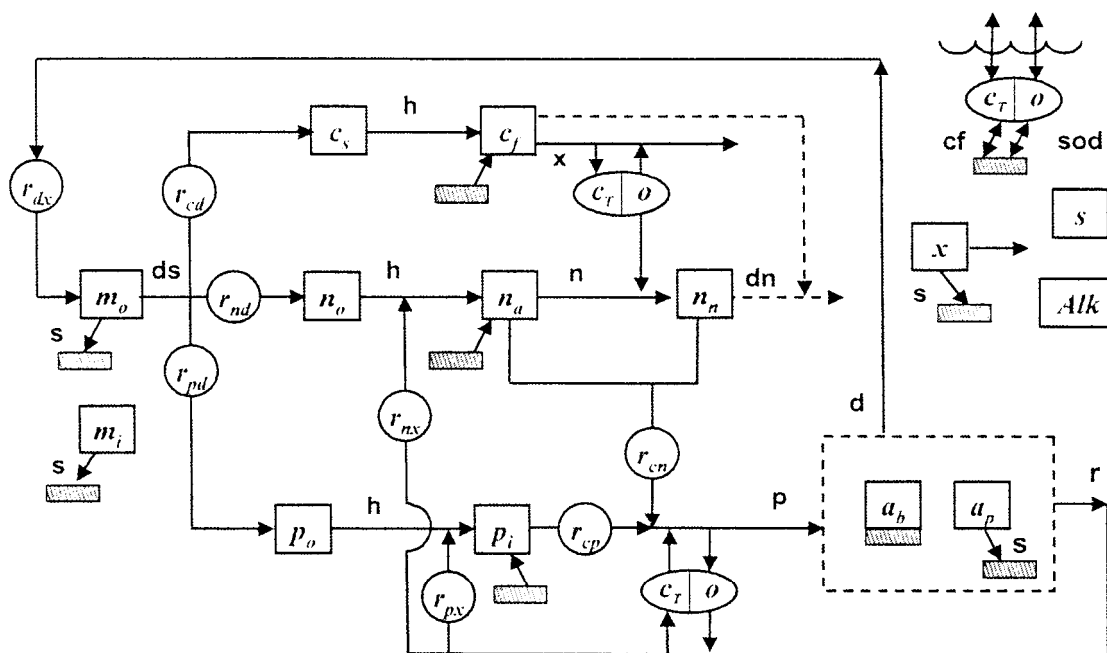 c_T o
cf sod
h
c_s c_f
x
r_dx r_cd c_T o
s
x
ds h n dn
m_o r_nd n_o n_a n_n
s s
Alk
r_pd
m_i r_nx d
s
r_cn
h p r
p_o p_i r_cp a_b a_p
s
r_px c_T o